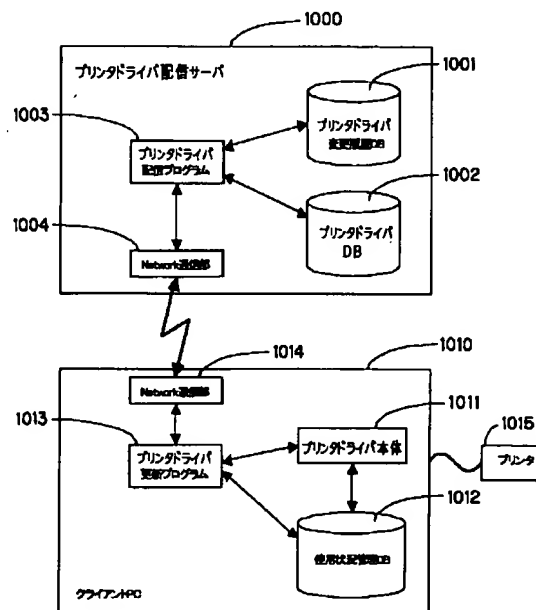 1000
プリンタドライバ配信サーバ
1001
プリンタドライバ
変更履歴DB
1003
プリンタドライバ
配信プログラム
1002
プリンタドライバ
DB
1004
Network通信部
1014
Network通信部
1010
1013
プリンタドライバ
更新プログラム
1011
プリンタドライバ本体
1015
プリンタ
1012
使用状況管理DB
クライアントPC